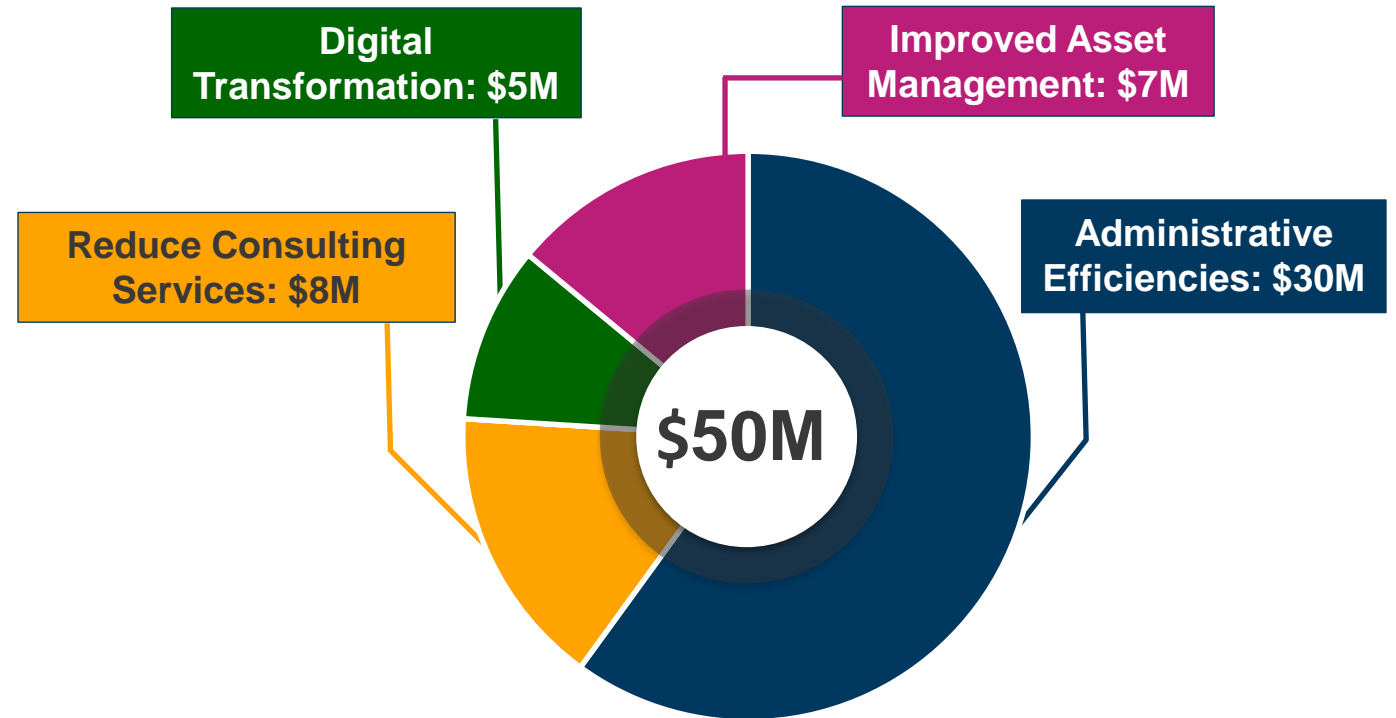 Digital
Transformation: $5M
Improved Asset
Management: $7M
Reduce Consulting
Services: $8M
Administrative
Efficiencies: $30M
$50M